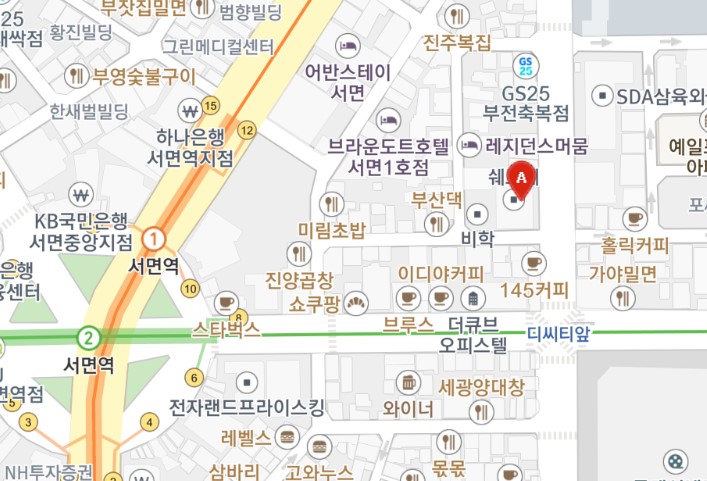 부잣집밀면
범향빌딩
25
황진빌딩
새싹점
그린메디컬센터
부영숯불구이
한새벌빌딩
15
12
하나은행
서면역지점
어반스테이
서면
진주복집
GS
25
GS25
부전축복점
SDA삼육외
브라운도트호텔
서면1호점
레지던스머뭄
예일
A
부산댁
비학
미림초밥
KB국민은행
서면중앙지점
1
서면역
은행
센터
10
진양곱창
쇼쿠팡
이디야커피
145커피
홀릭커피
가야밀면
포
8
스타벅스
브루스
더큐브
오피스텔
디씨티앞
2
서면역
면역점
6
5
3
4
전자랜드프라이스킹
와이너
세광양대창
레벨스
NH투자증권
2
삼바리
고와누스
몫몫